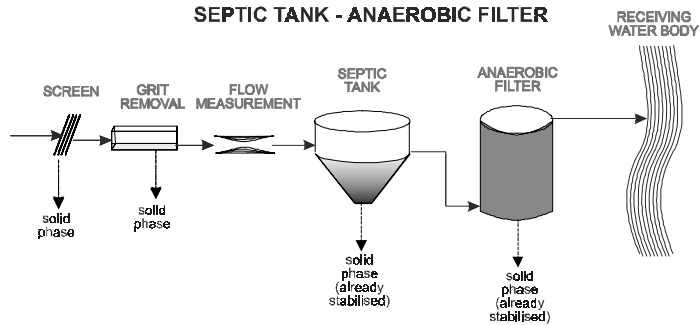 SEPTIC TANK - ANAEROBIC FILTER
RECEIVING
WATER BODY
SCREEN
GRIT
REMOVAL
FLOW
MEASUREMENT
SEPTIC
TANK
ANAEROBIC
FILTER
solid
phase
solid
phase
solid
phase
(already
stabilised)
solid
phase
(already
stabilised)